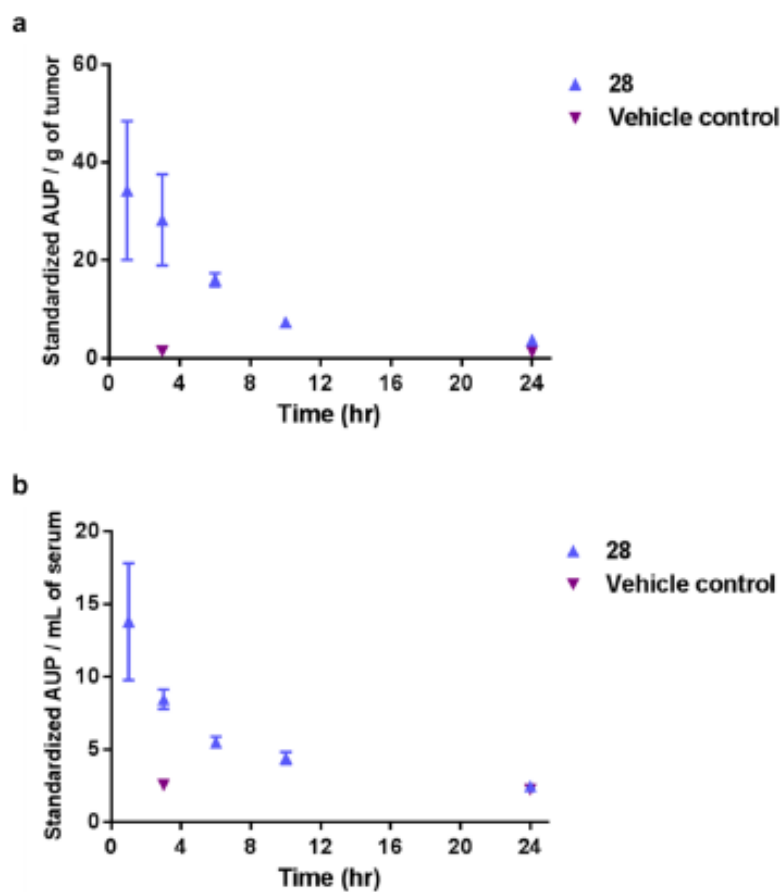 a
Standardized AUP / g of tumor
60
40
20
0
0 4 8 12 16 20 24
Time (hr)
28
Vehicle control
b
Standardized AUP / mL of serum
20
15
10
5
0
0 4 8 12 16 20 24
Time (hr)
28
Vehicle control